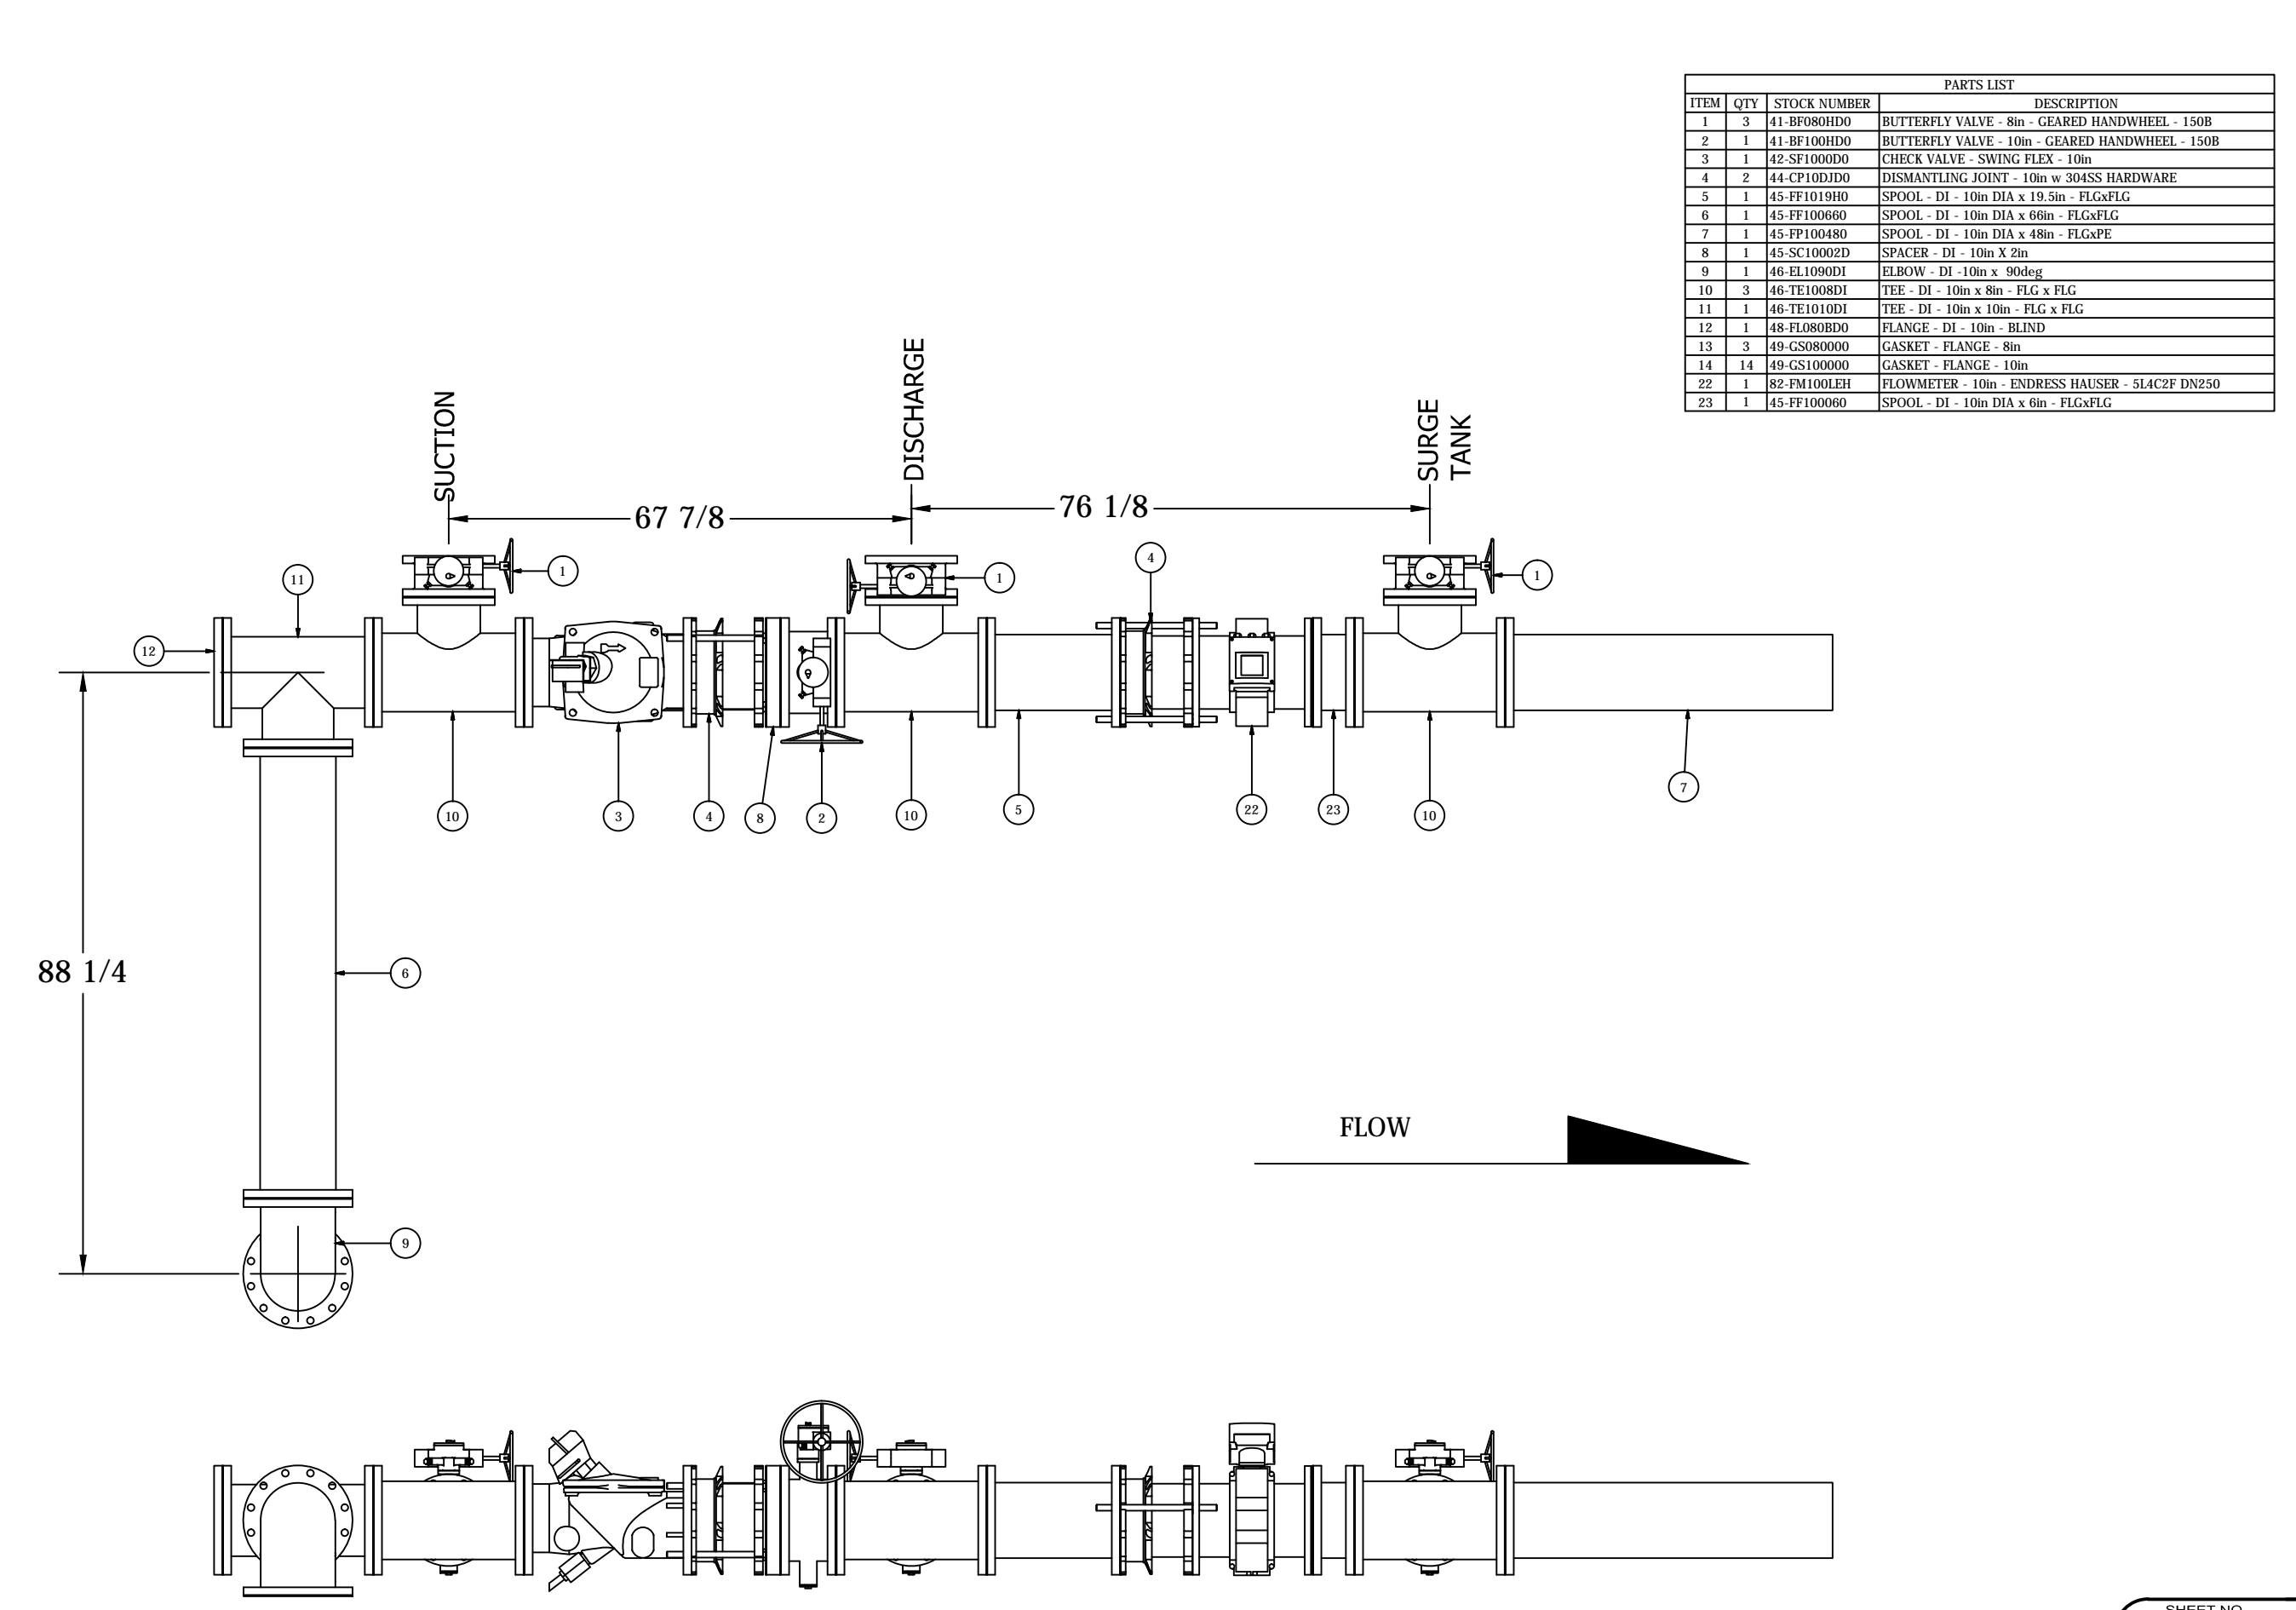 PARTS LIST
ITEM QTY STOCK NUMBER DESCRIPTION
1 3 41-BF080HD0 BUTTERFLY VALVE - 8in - GEARED HANDWHEEL - 150B
2 1 41-BF100HD0 BUTTERFLY VALVE - 10in - GEARED HANDWHEEL - 150B
3 1 42-SF1000D0 CHECK VALVE - SWING FLEX - 10in
4 2 44-CP10DJD0 DISMANTLING JOINT - 10in w 304SS HARDWARE
5 1 45-FF1019H0 SPOOL - DI - 10in DIA x 19.5in - FLGxFLG
6 1 45-FF100660 SPOOL - DI - 10in DIA x 66in - FLGxFLG
7 1 45-FP100480 SPOOL - DI - 10in DIA x 48in - FLGxPE
8 1 45-SC10002D SPACER - DI - 10in X 2in
9 1 46-EL1090DI ELBOW - DI -10in x 90deg
10 3 46-TE1008DI TEE - DI - 10in x 8in - FLG x FLG
11 1 46-TE1010DI TEE - DI - 10in x 10in - FLG x FLG
12 1 48-FL080BD0 FLANGE - DI - 10in - BLIND
13 3 49-GS080000 GASKET - FLANGE - 8in
14 14 49-GS100000 GASKET - FLANGE - 10in
22 1 82-FM100LEH FLOWMETER - 10in - ENDRESS HAUSER - 5L4C2F DN250
23 1 45-FF100060 SPOOL - DI - 10in DIA x 6in - FLGxFLG
SUCTION
DISCHARGE
SURGE
TANK
67 7/8
76 1/8
4
11
1
1
1
12
10
3
4
8
2
10
5
22
23
10
7
88 1/4
6
9
FLOW
SHEET NO